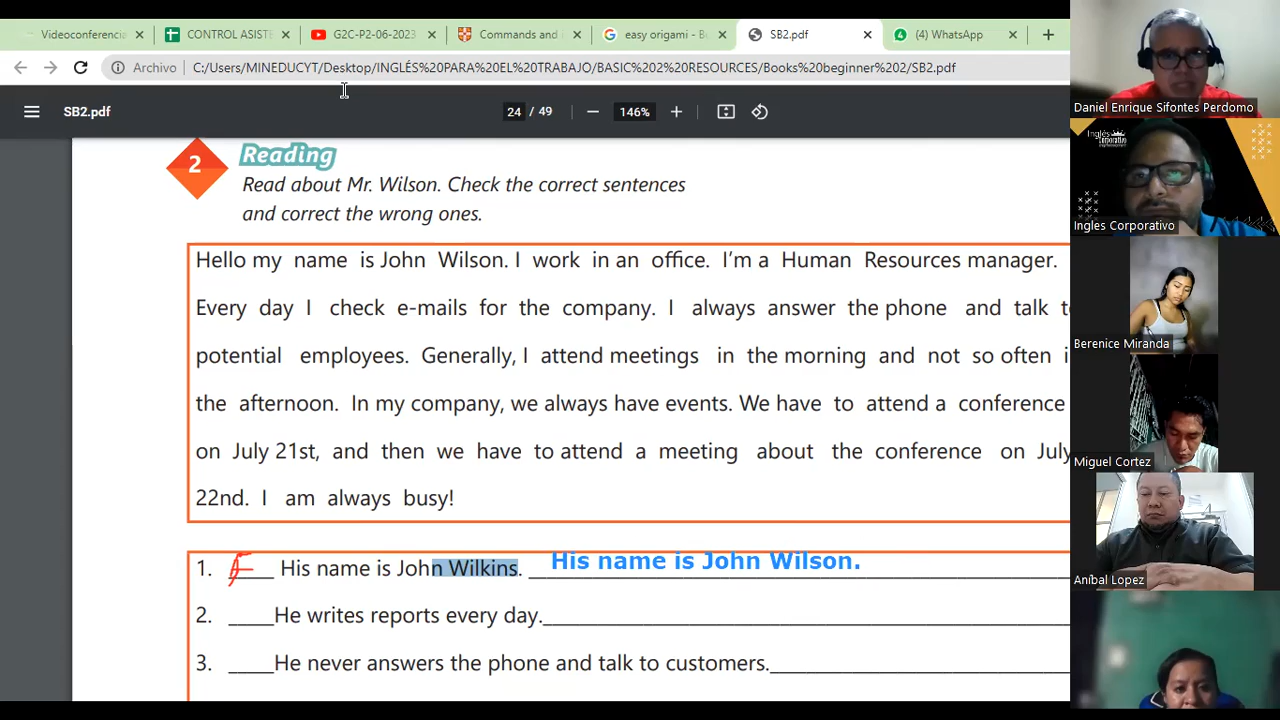 Videoconferencie
CONTROL ASISTE
G2C-P2-06-2023
Commands and
easy origami - B
SB2.pdf
(4) WhatsApp
Archivo
C:/Users/MINEDUCYT/Desktop/INGLÉS%20PARA%20EL%20TRABAJO/BASIC%202%20RESOURCES/Books%20beginner%202/SB2.pdf
SB2.pdf
24 / 49
146%
2
Reading
Read about Mr. Wilson. Check the correct sentences
and correct the wrong ones.
Hello my name is John Wilson. I work in an office. I'm a Human Resources manager.
Every day I check e-mails for the company. I always answer the phone and talk t
potential employees. Generally, I attend meetings in the morning and not so often i
the afternoon. In my company, we always have events. We have to attend a conference
on July 21st, and then we have to attend a meeting about the conference on July
22nd. I am always busy!
1. F His name is John Wilkins. His name is John Wilson.
2. ____He writes reports every day.
3. ____He never answers the phone and talk to customers.
Daniel Enrique Sifontes Perdomo
Inglés
Corporativo
Ingles Corporativo
Berenice Miranda
Miguel Cortez
Aníbal Lopez